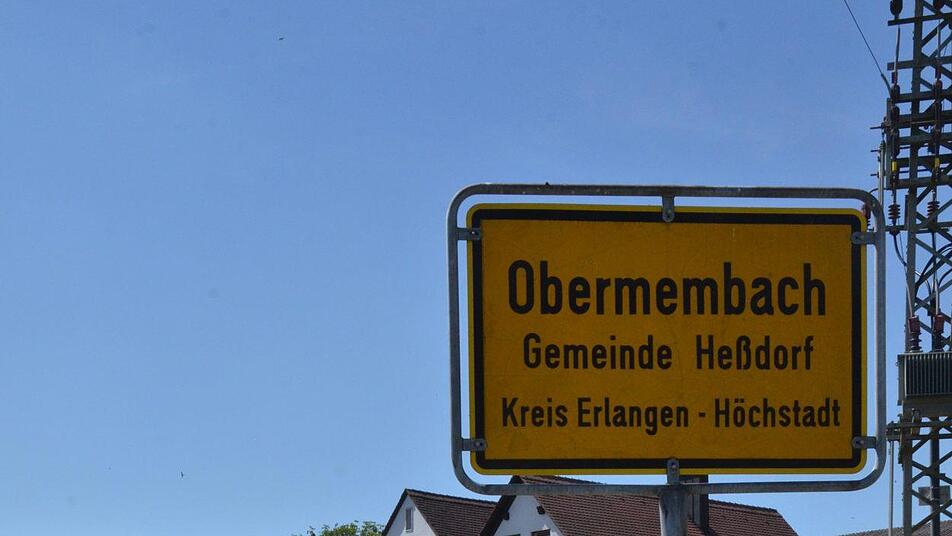 Obermembach
Gemeinde Heßdorf
Kreis Erlangen - Höchstadt